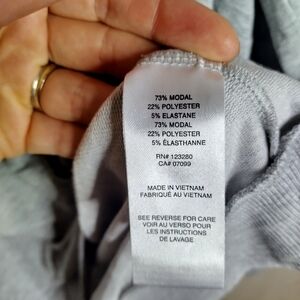 73% MODAL
22% POLYESTER
5% ELASTANE
73% MODAL
22% POLYESTER
5% ÉLASTHANNE
RN# 123280
CA# 07099
MADE IN VIETNAM
FABRIQUÉ AU VIETNAM
SEE REVERSE FOR CARE
VOIR AU VERSO POUR
LES INSTRUCTIONS
DE LAVAGE